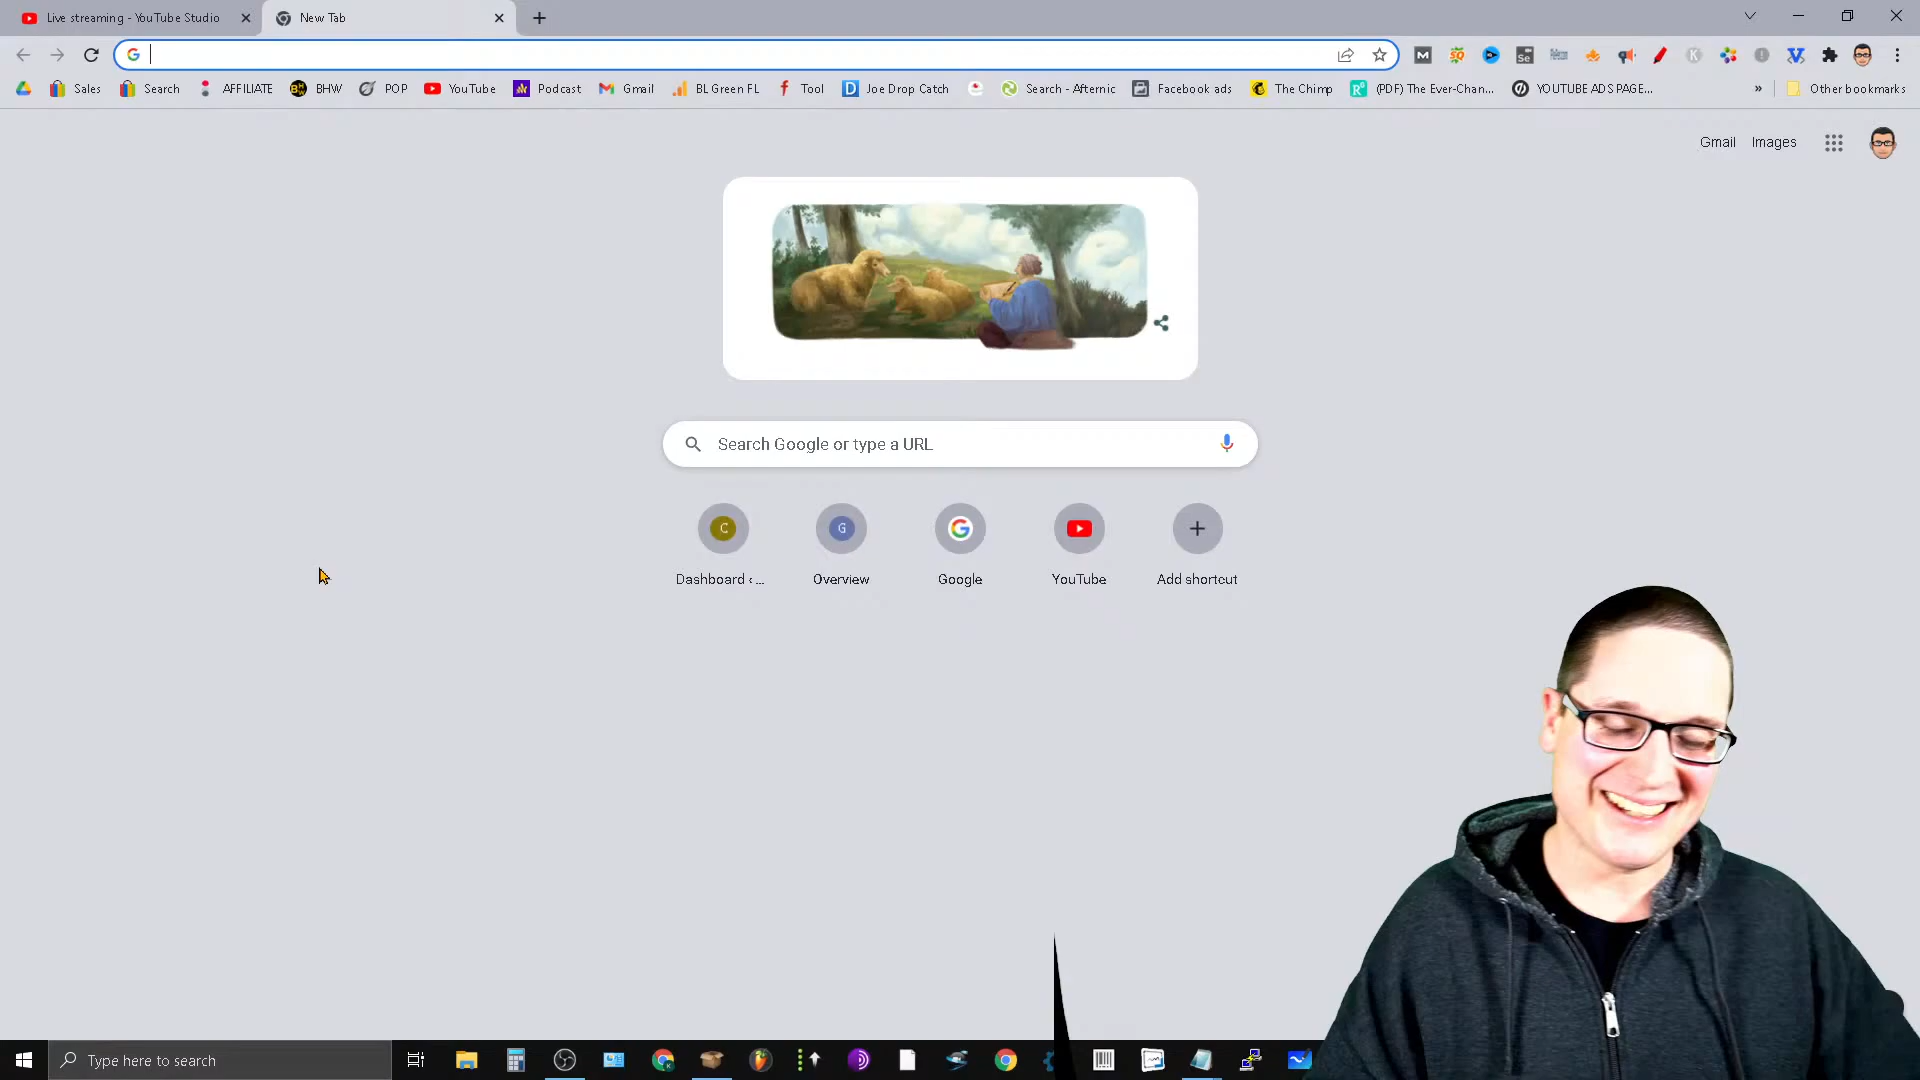 Live streaming - YouTube Studio
New Tab
Sales
Search
AFFILIATE
BHW
POP
YouTube
Podcast
Gmail
BL Green FL
Tool
Joe Drop Catch
Search - Afternic
Facebook ads
The Chimp
(PDF) The Ever-Chan...
YOUTUBE ADS PAGE...
»
Other bookmarks
Gmail
Images
Search Google or type a URL
C
G
Dashboard ‹ ...
Overview
Google
YouTube
Add shortcut
Type here to search